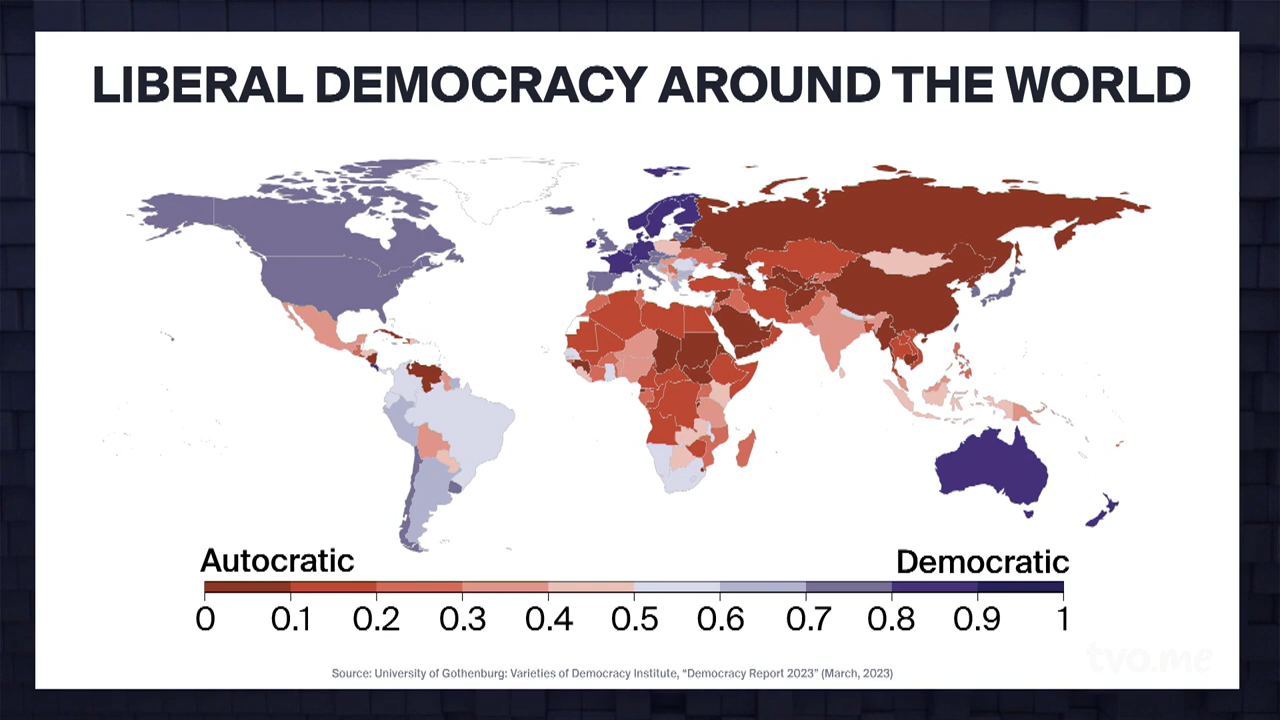 LIBERAL DEMOCRACY AROUND THE WORLD
Autocratic Democratic
0 0.1 0.2 0.3 0.4 0.5 0.6 0.7 0.8 0.9 1
tvo.me
Source: University of Gothenburg: Varieties of Democracy Institute, “Democracy Report 2023” (March, 2023)